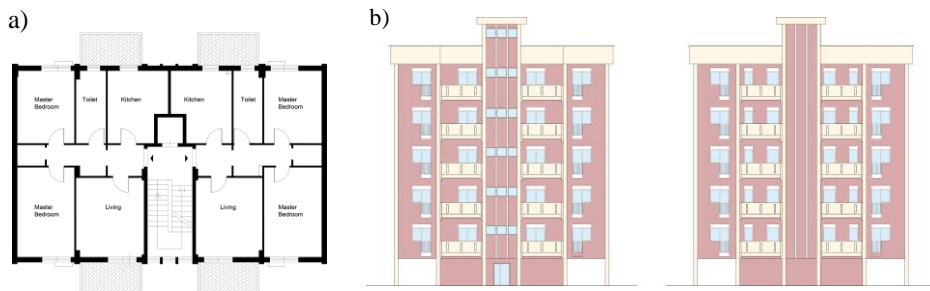 a)
b)
Master
Bedroom
Toilet
Kitchen
Kitchen
Toilet
Master
Bedroom
Master
Bedroom
Living
Living
Master
Bedroom